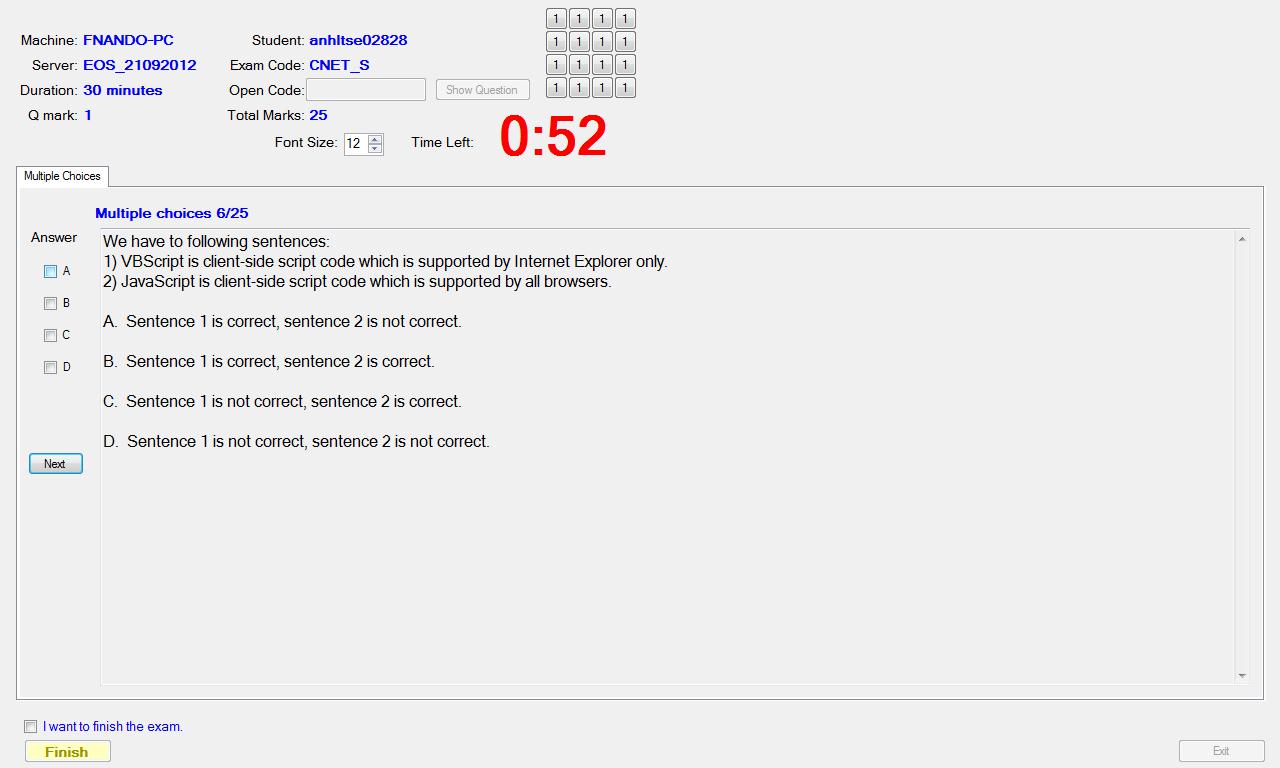 Machine: FNANDO-PC Student: anhltse02828
Server: EOS_21092012 Exam Code: CNET_S
Duration: 30 minutes Open Code: Show Question
Q mark: 1 Total Marks: 25
Font Size: 12 Time Left: 0:52
1 1 1 1
1 1 1 1
1 1 1 1
1 1 1 1
Multiple Choices
Multiple choices 6/25
Answer
A
B
C
D
Next
We have to following sentences:
1) VBScript is client-side script code which is supported by Internet Explorer only.
2) JavaScript is client-side script code which is supported by all browsers.
A. Sentence 1 is correct, sentence 2 is not correct.
B. Sentence 1 is correct, sentence 2 is correct.
C. Sentence 1 is not correct, sentence 2 is correct.
D. Sentence 1 is not correct, sentence 2 is not correct.
I want to finish the exam.
Finish
Exit